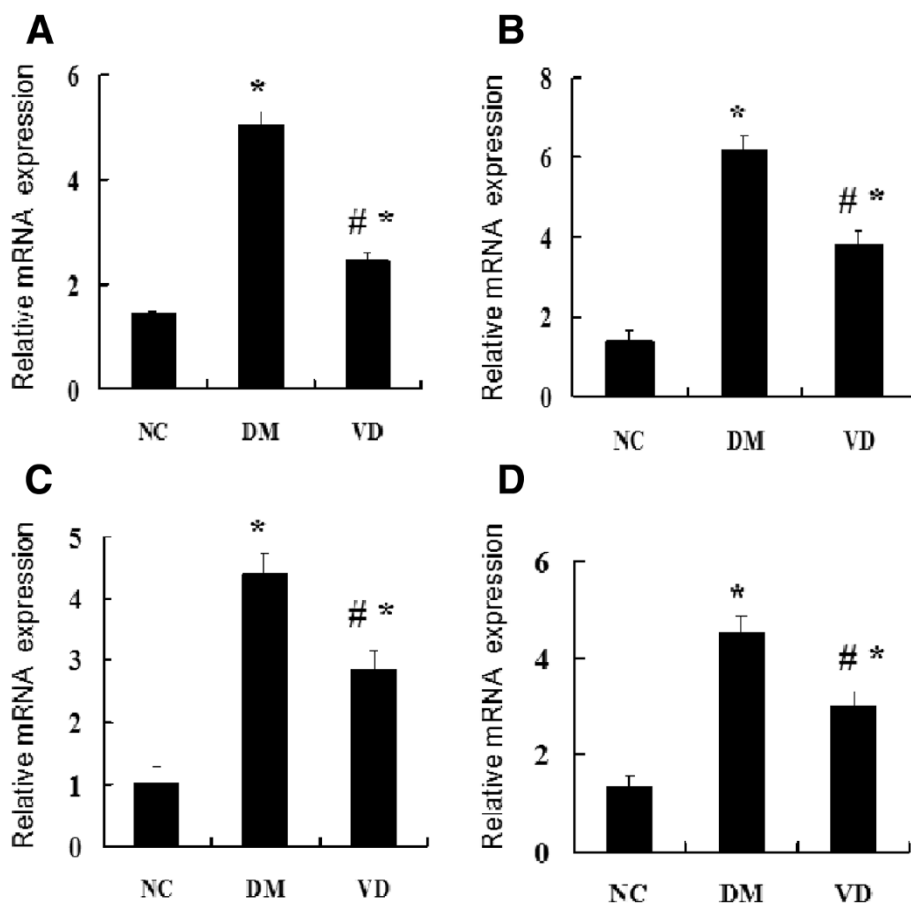 A
Relative mRNA expression
6
4
2
0
*
# *
NC DM VD
B
Relative mRNA expression
8
6
4
2
0
*
# *
NC DM VD
C
Relative mRNA expression
5
4
3
2
1
0
*
# *
NC DM VD
D
Relative mRNA expression
6
4
2
0
*
# *
NC DM VD